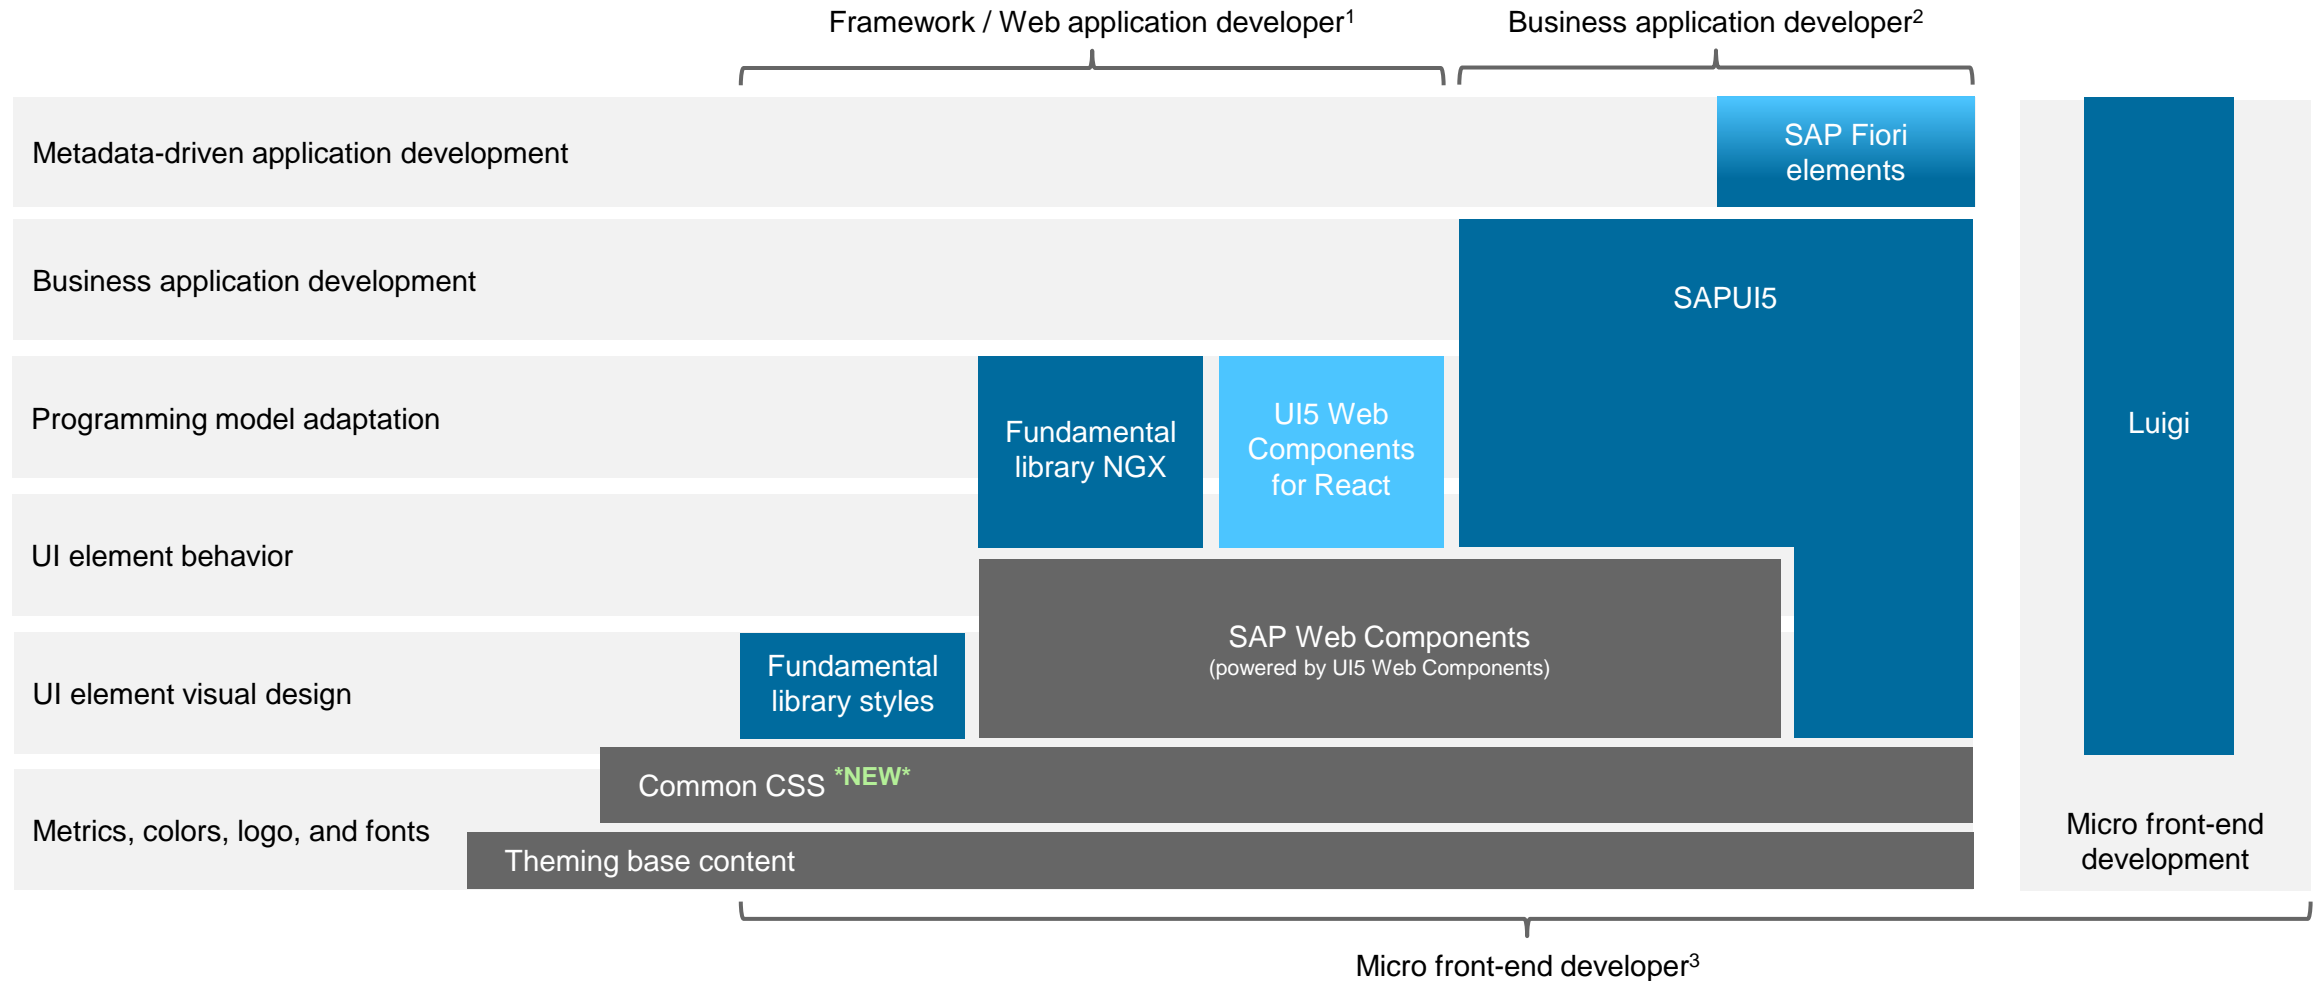 Framework / Web application developer¹
Business application developer²
Metadata-driven application development
SAP Fiori
elements
Business application development
SAPUI5
Programming model adaptation
Fundamental
library NGX
UI5 Web
Components
for React
Luigi
UI element behavior
SAP Web Components
(powered by UI5 Web Components)
UI element visual design
Fundamental
library styles
Common CSS *NEW*
Metrics, colors, logo, and fonts
Theming base content
Micro front-end
development
Micro front-end developer³